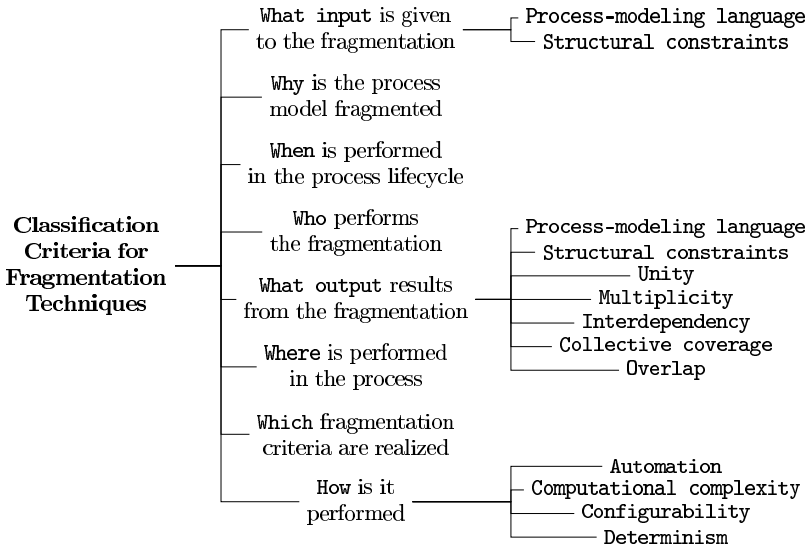 Classification
Criteria for
Fragmentation
Techniques
What input is given
to the fragmentation
Process-modeling language
Structural constraints
Why is the process
model fragmented
When is performed
in the process lifecycle
Who performs
the fragmentation
What output results
from the fragmentation
Process-modeling language
Structural constraints
Unity
Multiplicity
Interdependency
Collective coverage
Overlap
Where is performed
in the process
Which fragmentation
criteria are realized
How is it
performed
Automation
Computational complexity
Configurability
Determinism